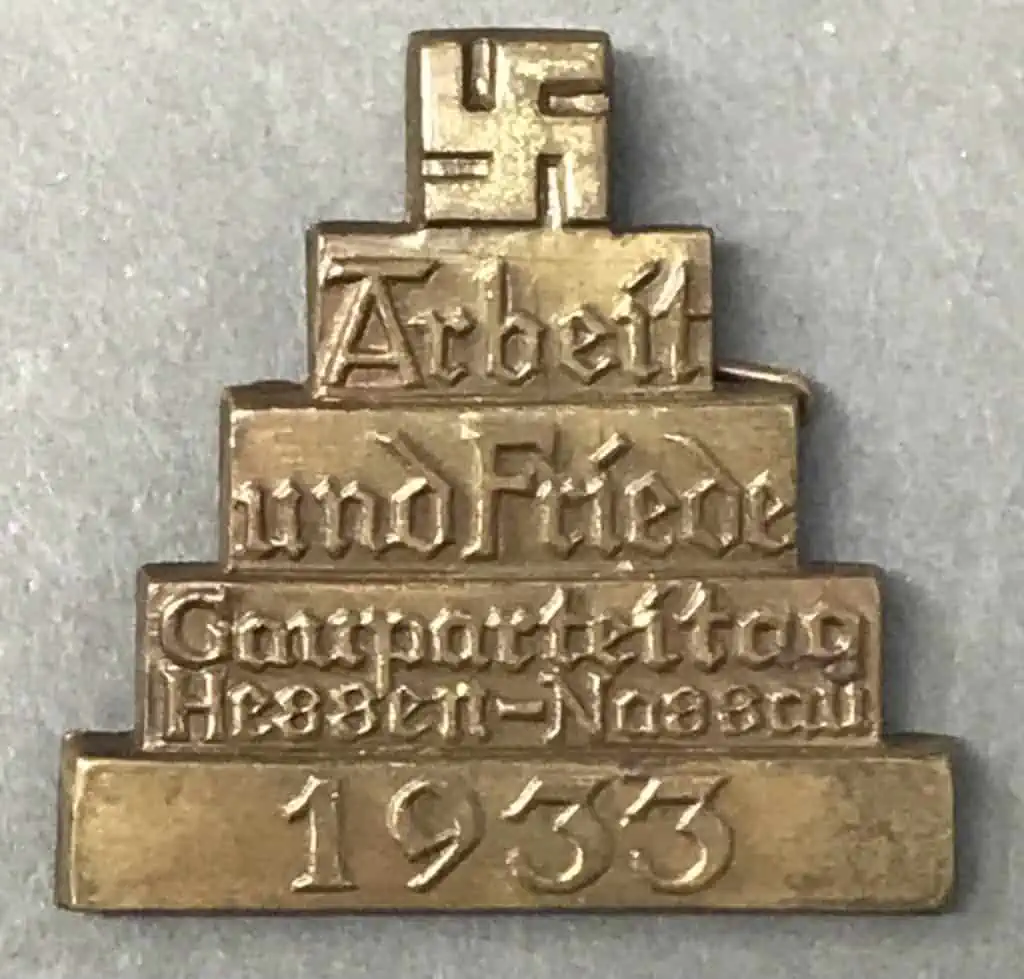 Arbeit
und Friede
Gauparteitag
Hessen-Nassau
1933